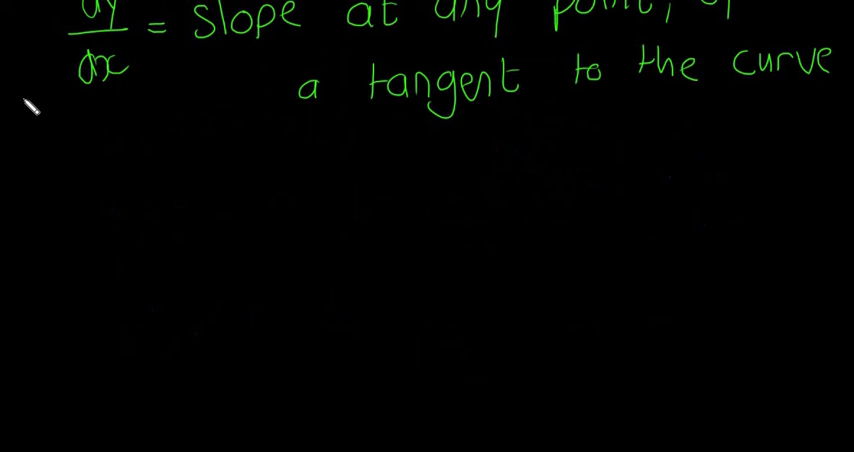 dy/dx = slope at any point, of
a tangent to the curve